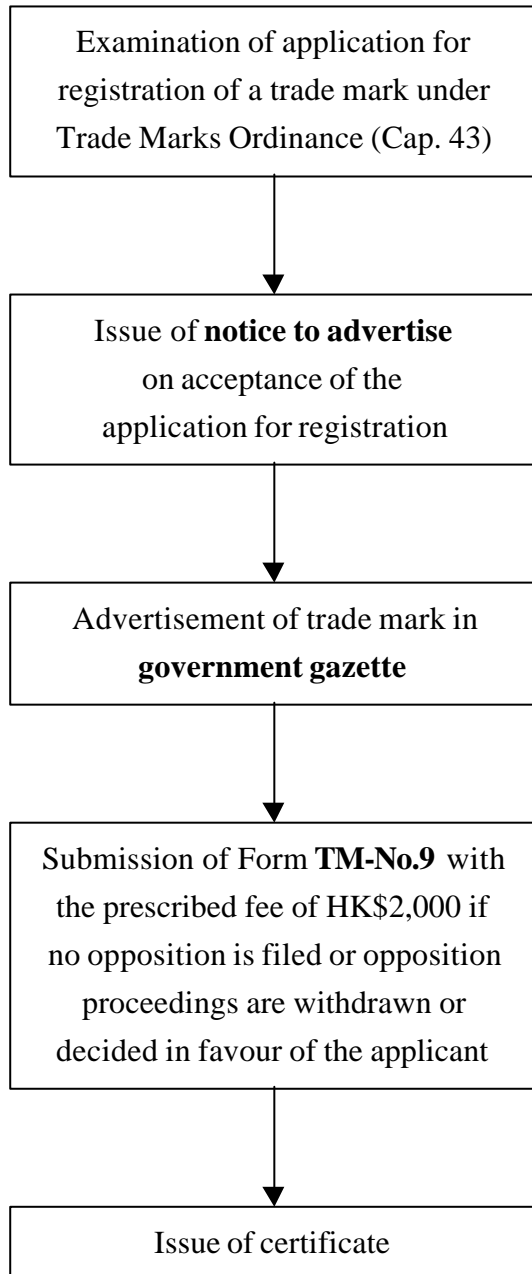 Examination of application for
registration of a trade mark under
Trade Marks Ordinance (Cap. 43)
Issue of notice to advertise
on acceptance of the
application for registration
Advertisement of trade mark in
government gazette
Submission of Form TM-No.9 with
the prescribed fee of HK$2,000 if
no opposition is filed or opposition
proceedings are withdrawn or
decided in favour of the applicant
Issue of certificate